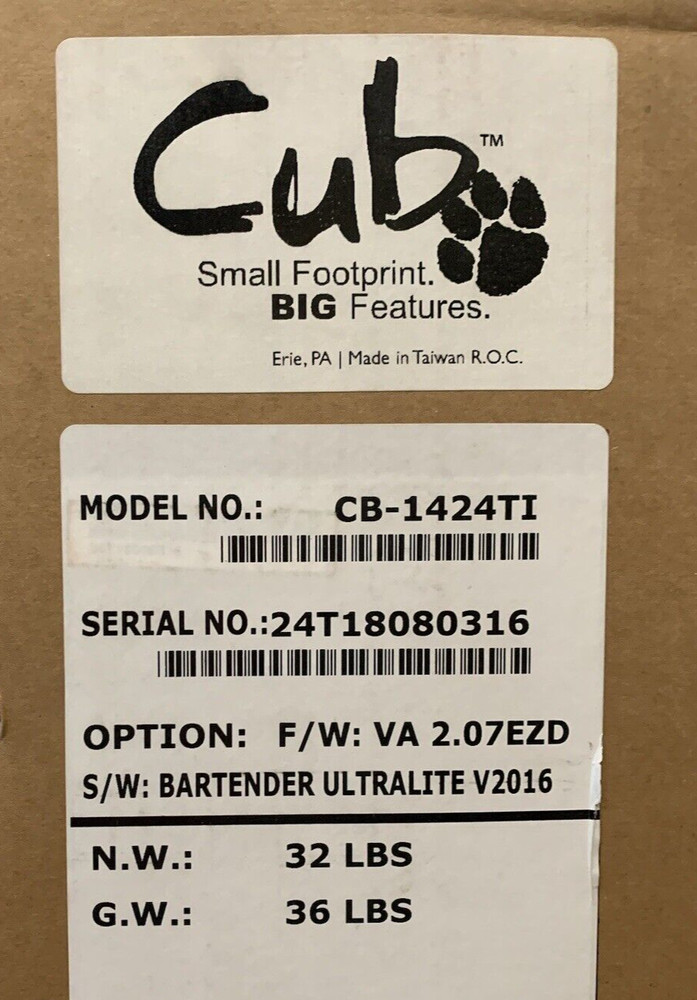 Cub™
Small Footprint.
BIG Features.
Erie, PA | Made in Taiwan R.O.C.
MODEL NO.: CB-1424TI
SERIAL NO.:24T18080316
OPTION: F/W: VA 2.07EZD
S/W: BARTENDER ULTRALITE V2016
N.W.: 32 LBS
G.W.: 36 LBS